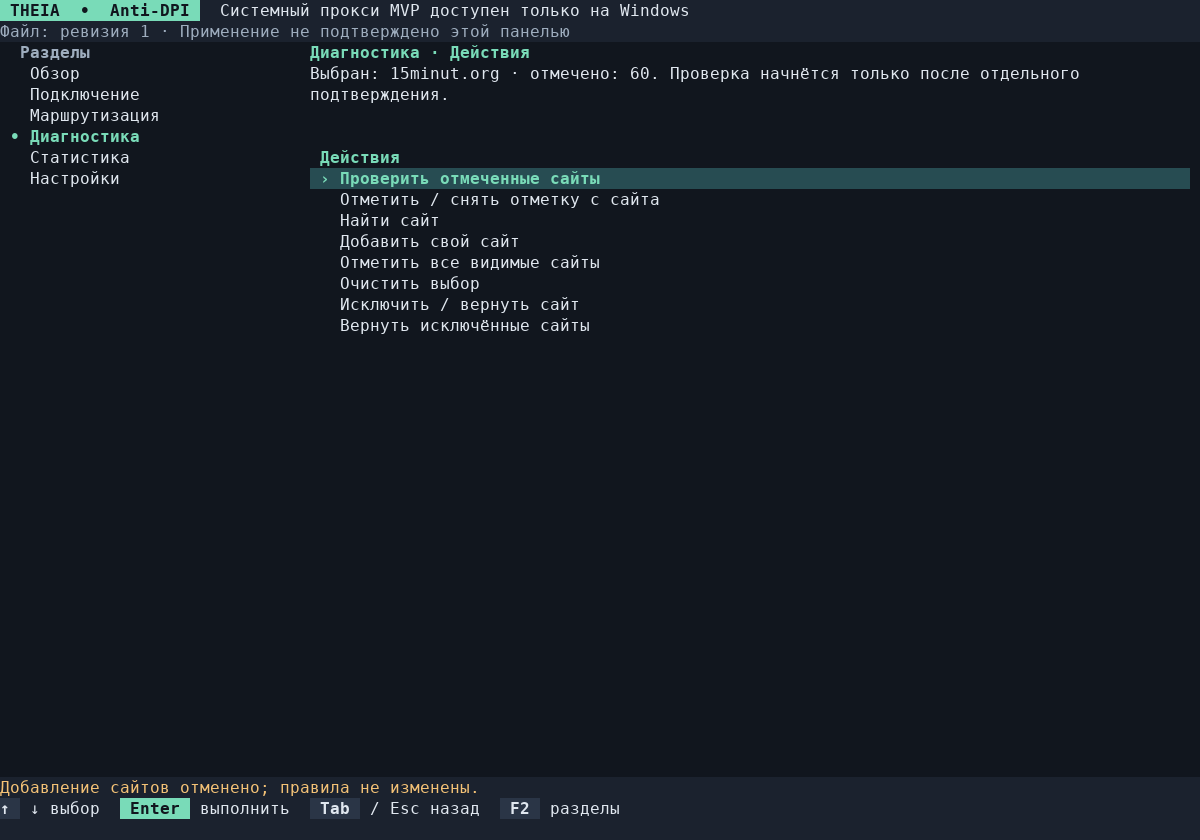 THEIA • Anti-DPI Системный прокси MVP доступен только на Windows
Файл: ревизия 1 · Применение не подтверждено этой панелью
Разделы
Обзор
Подключение
Маршрутизация
• Диагностика
Статистика
Настройки
Диагностика · Действия
Выбран: 15minut.org · отмечено: 60. Проверка начнётся только после отдельного
подтверждения.
Действия
› Проверить отмеченные сайты
Отметить / снять отметку с сайта
Найти сайт
Добавить свой сайт
Отметить все видимые сайты
Очистить выбор
Исключить / вернуть сайт
Вернуть исключённые сайты
Добавление сайтов отменено; правила не изменены.
↑ ↓ выбор Enter выполнить Tab / Esc назад F2 разделы